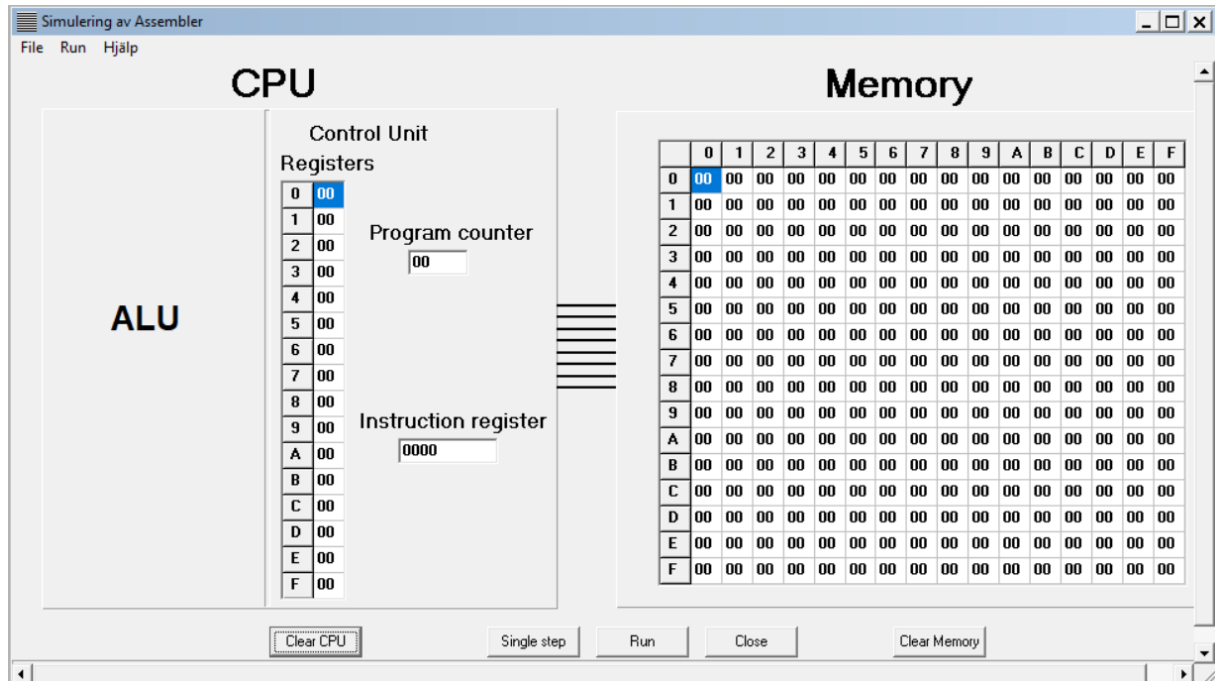 Simulering av Assembler
File Run Hjälp
CPU
Memory
ALU
Control Unit
Registers
0 00
1 00
2 00
3 00
4 00
5 00
6 00
7 00
8 00
9 00
A 00
B 00
C 00
D 00
E 00
F 00
Program counter
00
Instruction register
0000
0 1 2 3 4 5 6 7 8 9 A B C D E F
0 00 00 00 00 00 00 00 00 00 00 00 00 00 00 00 00
1 00 00 00 00 00 00 00 00 00 00 00 00 00 00 00 00
2 00 00 00 00 00 00 00 00 00 00 00 00 00 00 00 00
3 00 00 00 00 00 00 00 00 00 00 00 00 00 00 00 00
4 00 00 00 00 00 00 00 00 00 00 00 00 00 00 00 00
5 00 00 00 00 00 00 00 00 00 00 00 00 00 00 00 00
6 00 00 00 00 00 00 00 00 00 00 00 00 00 00 00 00
7 00 00 00 00 00 00 00 00 00 00 00 00 00 00 00 00
8 00 00 00 00 00 00 00 00 00 00 00 00 00 00 00 00
9 00 00 00 00 00 00 00 00 00 00 00 00 00 00 00 00
A 00 00 00 00 00 00 00 00 00 00 00 00 00 00 00 00
B 00 00 00 00 00 00 00 00 00 00 00 00 00 00 00 00
C 00 00 00 00 00 00 00 00 00 00 00 00 00 00 00 00
D 00 00 00 00 00 00 00 00 00 00 00 00 00 00 00 00
E 00 00 00 00 00 00 00 00 00 00 00 00 00 00 00 00
F 00 00 00 00 00 00 00 00 00 00 00 00 00 00 00 00
Clear CPU Single step Run Close Clear Memory